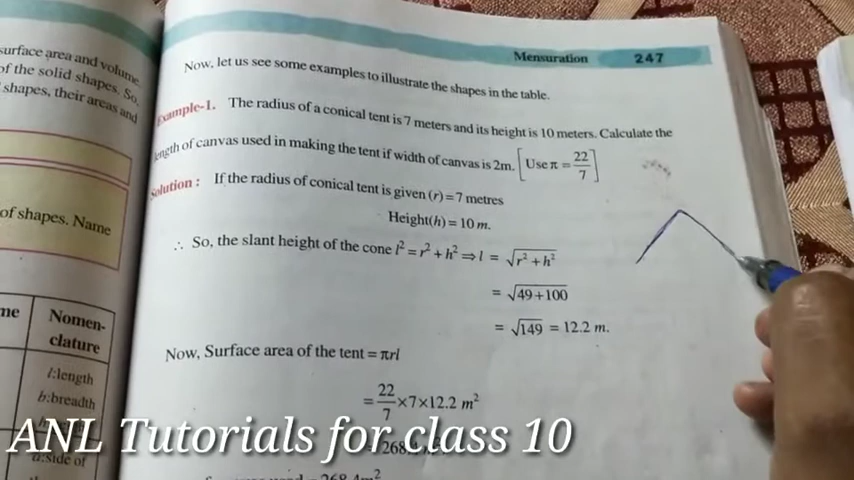 surface area and volume
of the solid shapes. So,
shapes, their areas and
of shapes. Name
me
Nomen-
clature
l:length
b:breadth
a:side of
Mensuration 247
Now, let us see some examples to illustrate the shapes in the table.
Example-1. The radius of a conical tent is 7 meters and its height is 10 meters. Calculate the
length of canvas used in making the tent if width of canvas is 2m. [Use π = 22/7]
Solution : If the radius of conical tent is given (r) = 7 metres
Height(h) = 10 m.
∴ So, the slant height of the cone l² = r² + h² ⇒ l = √(r² + h²)
= √(49+100)
= √149 = 12.2 m.
Now, Surface area of the tent = πrl
= 22/7 × 7 × 12.2 m²
ANL Tutorials for class 10